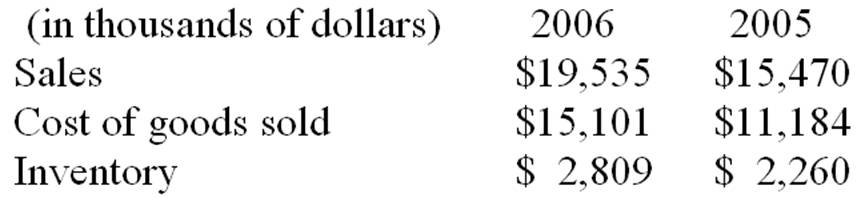 (in thousands of dollars) 2006 2005
Sales $19,535 $15,470
Cost of goods sold $15,101 $11,184
Inventory $ 2,809 $ 2,260